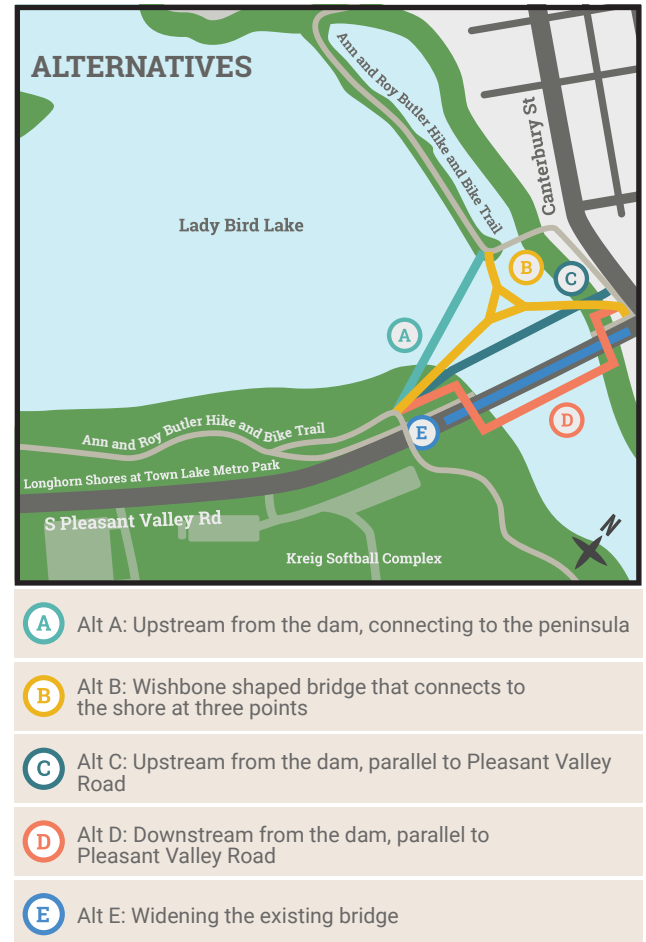 ALTERNATIVES
Ann and Roy Butler Hike and Bike Trail
Canterbury St
Lady Bird Lake
B
C
A
Ann and Roy Butler Hike and Bike Trail
E
D
Longhorn Shores at Town Lake Metro Park
S Pleasant Valley Rd
N
Kreig Softball Complex
A
Alt A: Upstream from the dam, connecting to the peninsula
B
Alt B: Wishbone shaped bridge that connects to
the shore at three points
C
Alt C: Upstream from the dam, parallel to Pleasant Valley
Road
D
Alt D: Downstream from the dam, parallel to
Pleasant Valley Road
E
Alt E: Widening the existing bridge